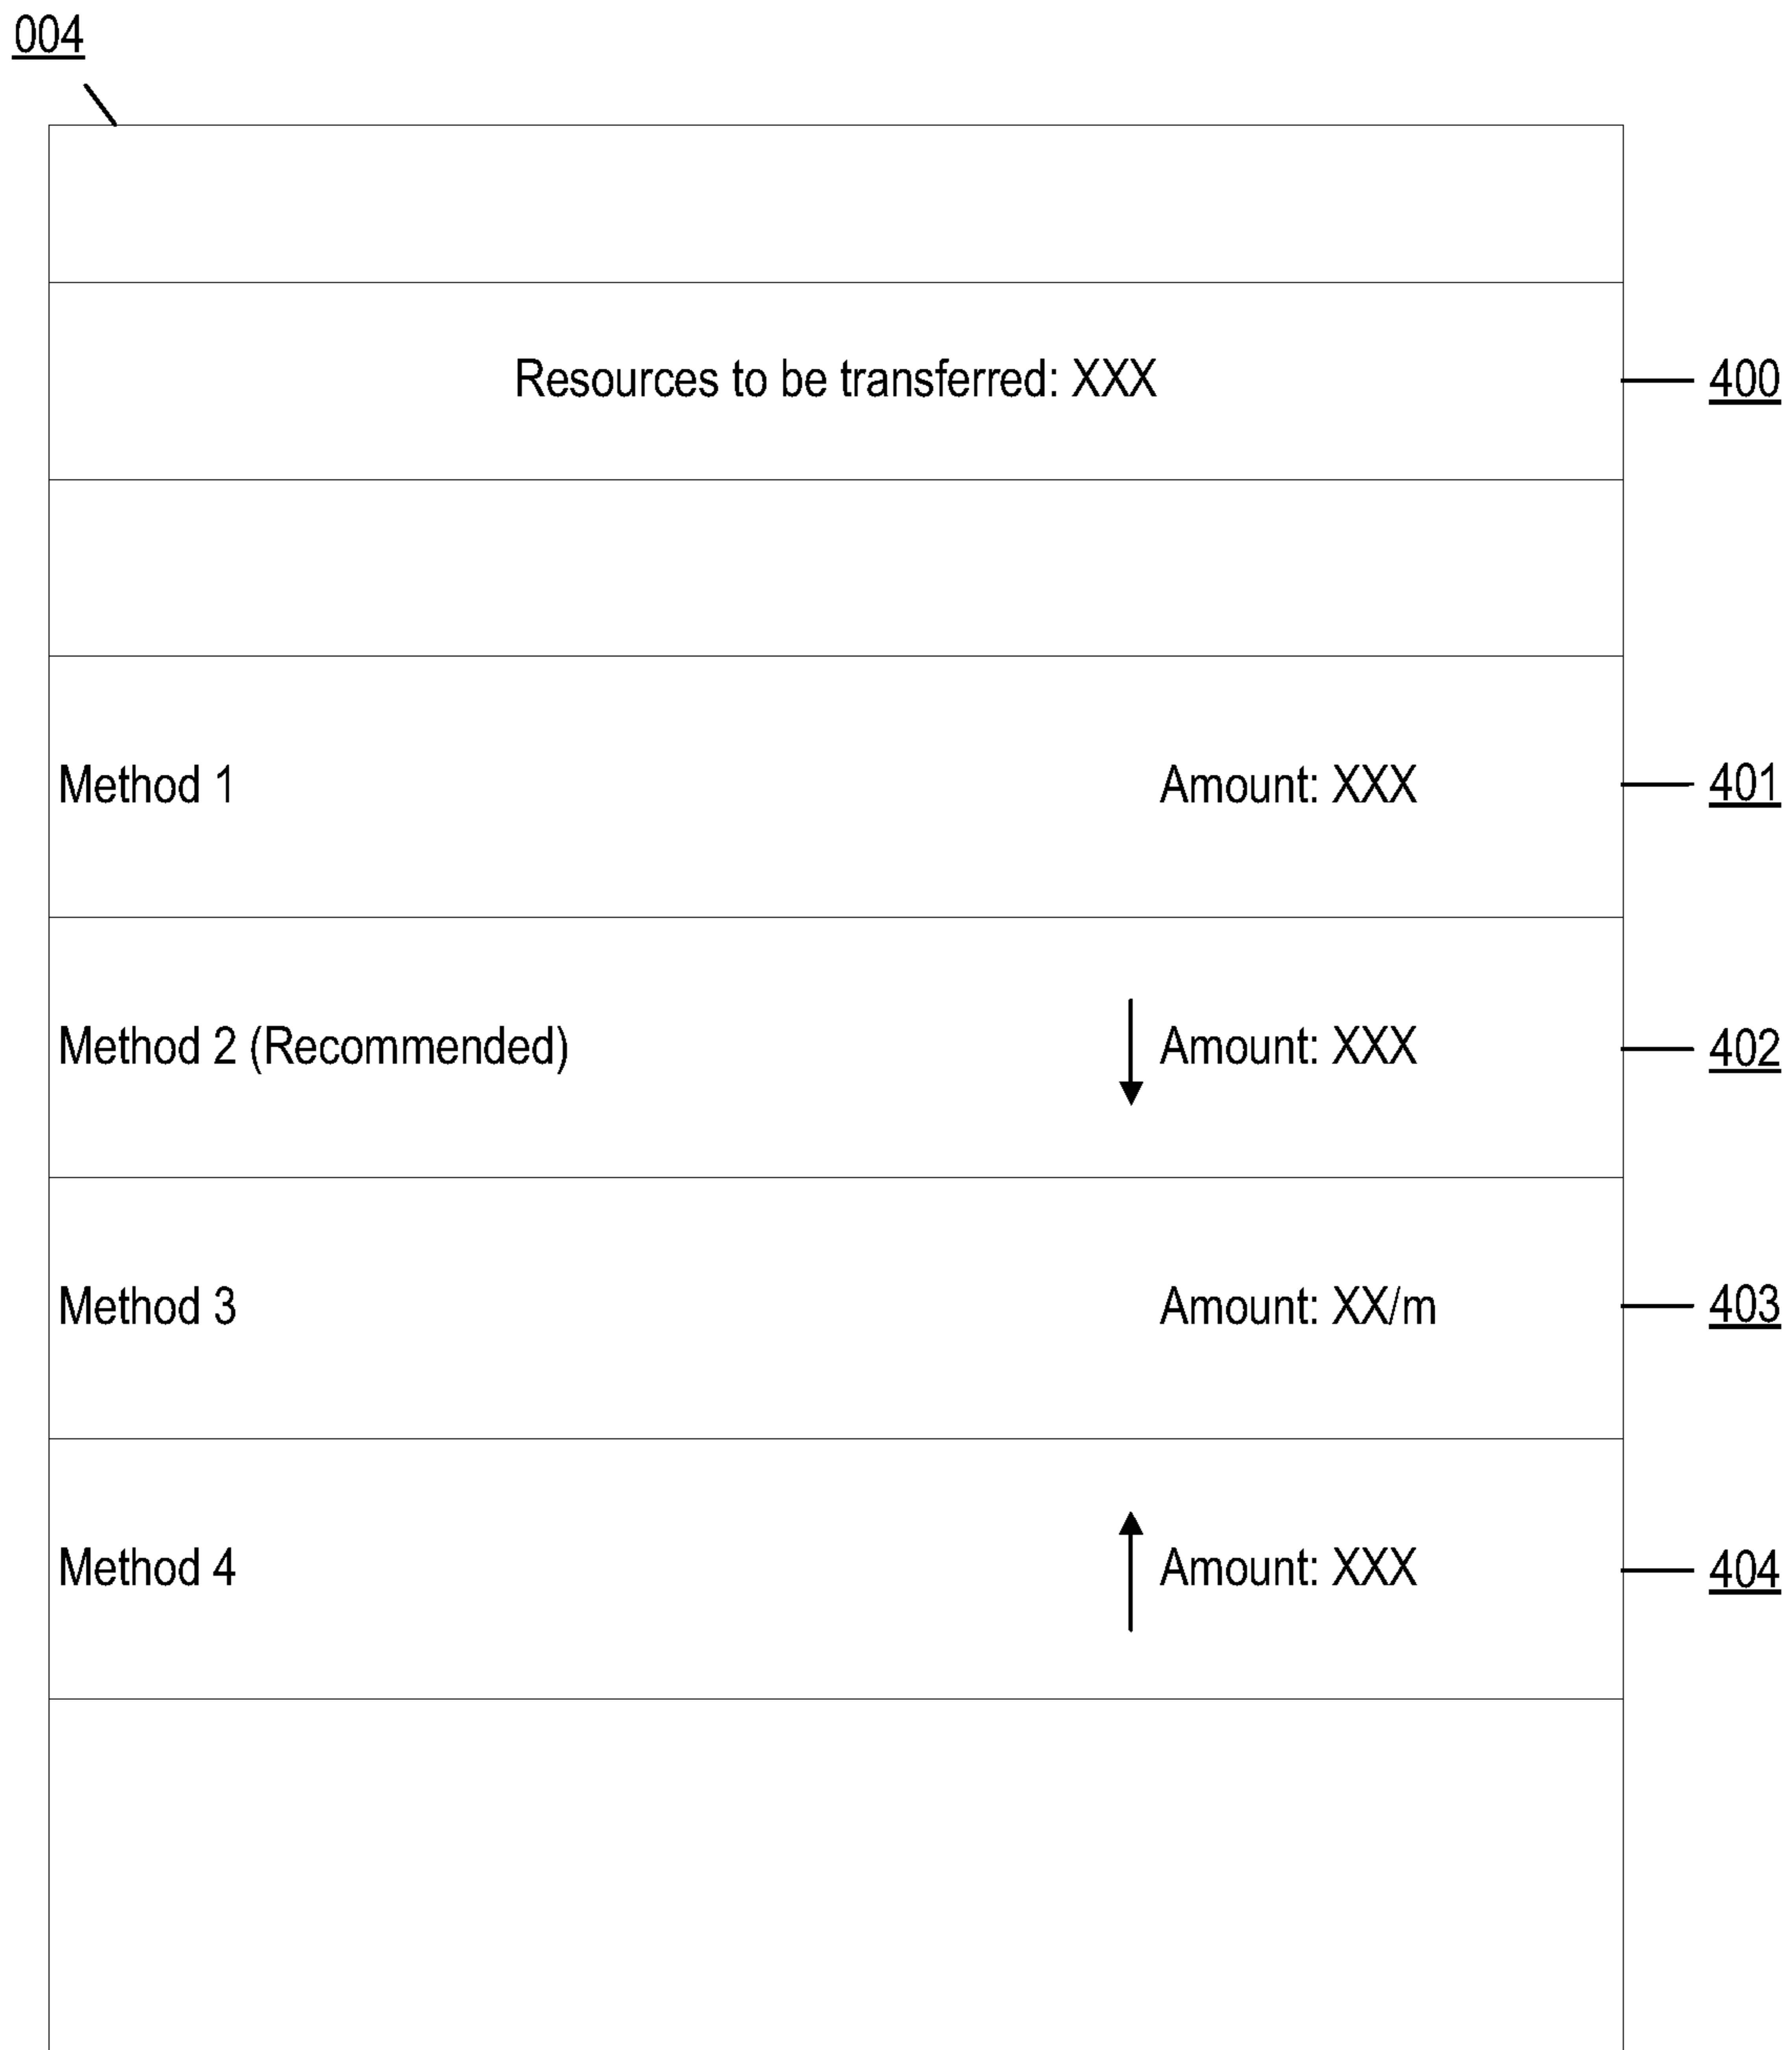 004
Resources to be transferred: XXX 400
Method 1 Amount: XXX 401
Method 2 (Recommended) Amount: XXX 402
Method 3 Amount: XX/m 403
Method 4 Amount: XXX 404